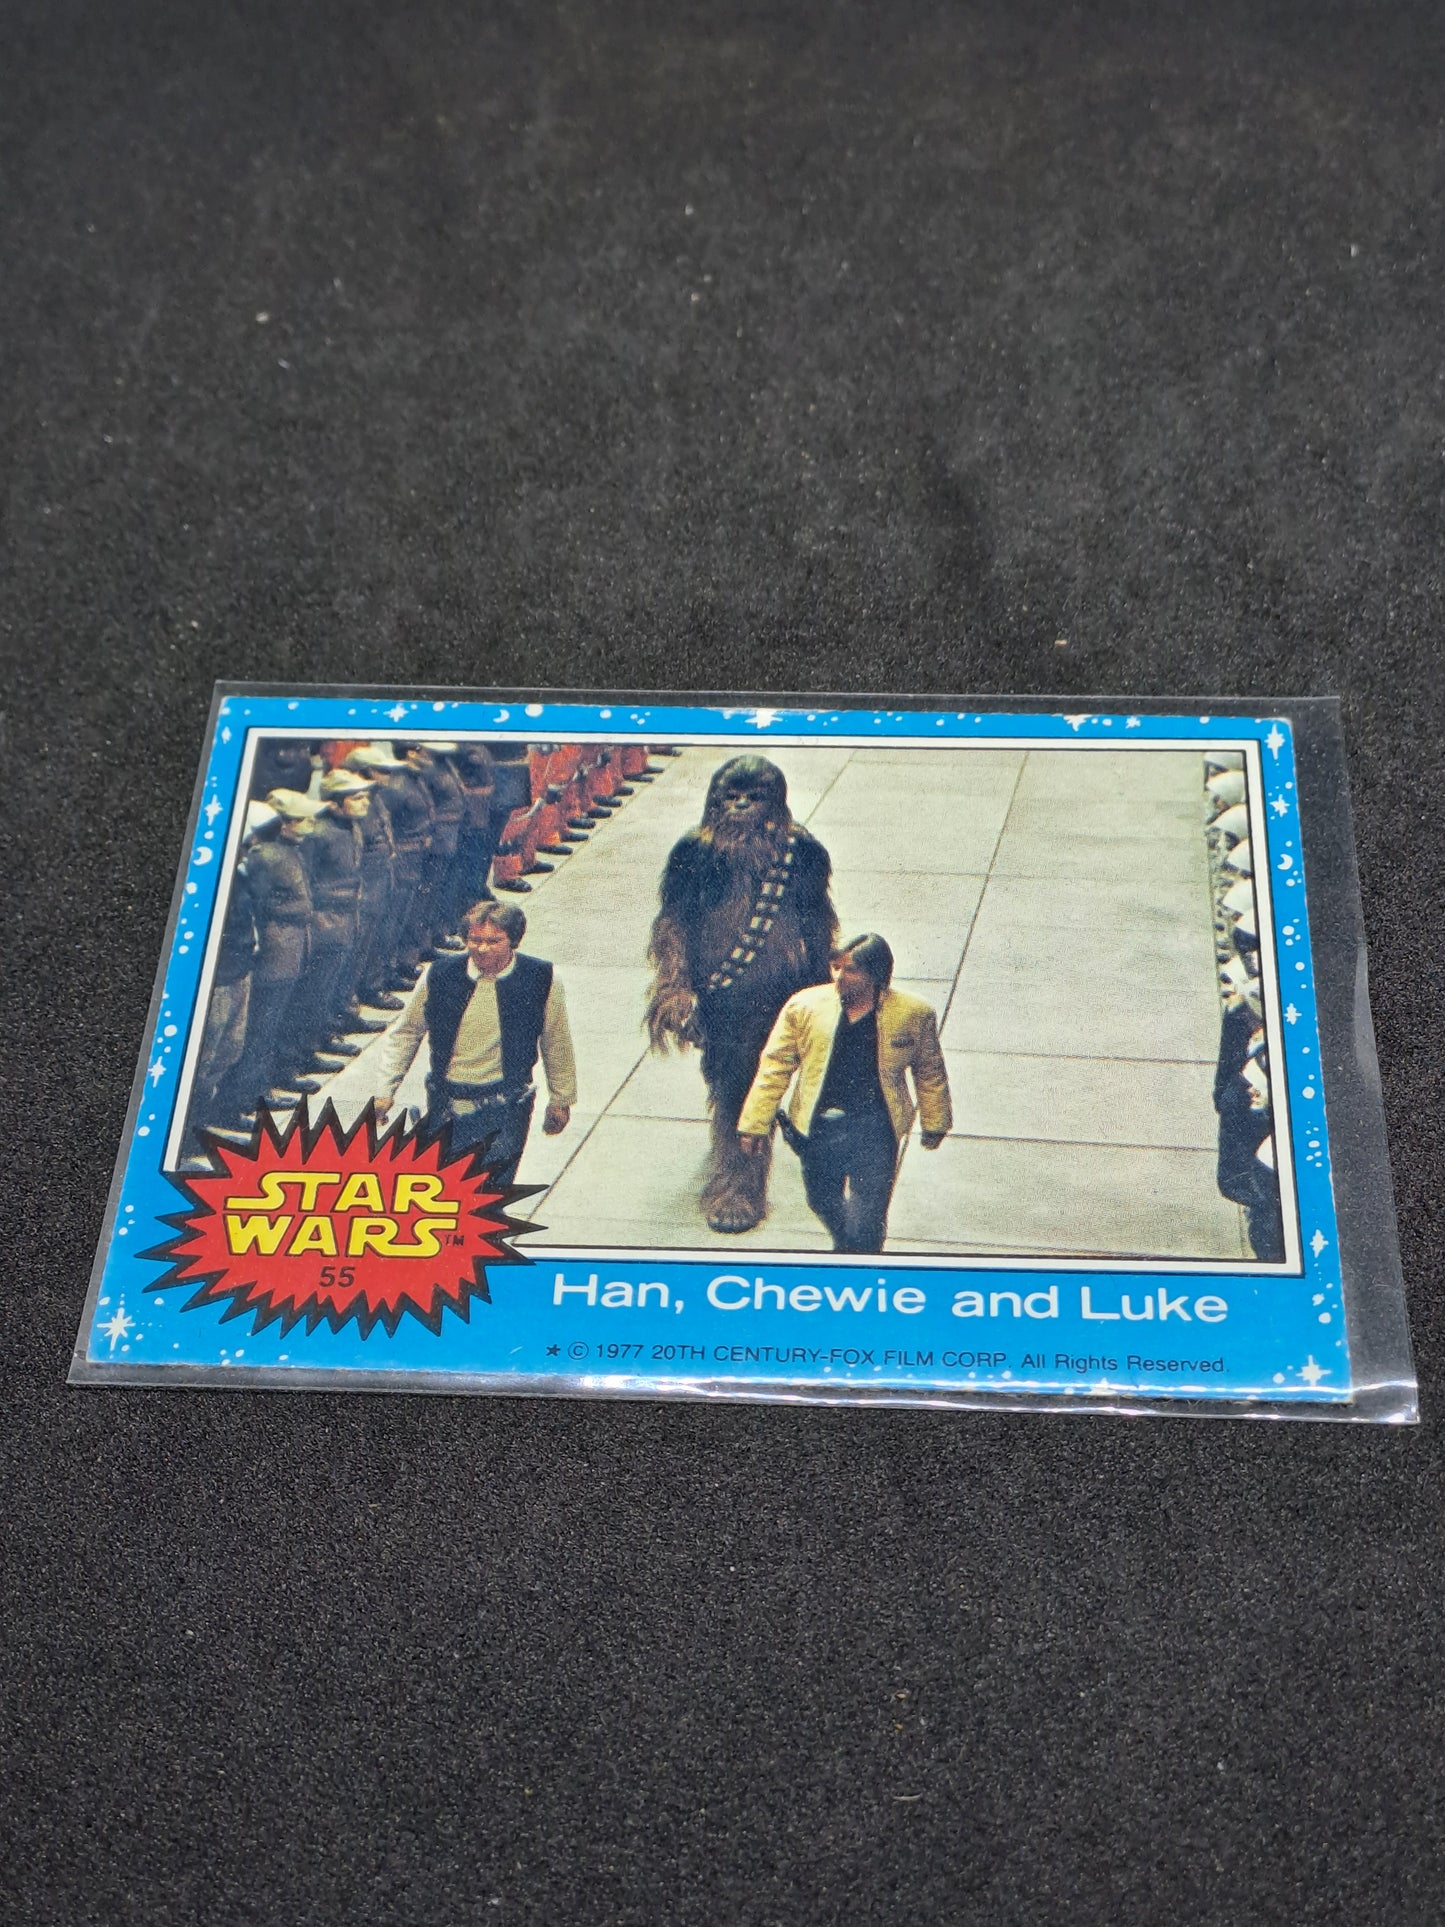 STAR
WARS™
55
Han, Chewie and Luke
★ © 1977 20TH CENTURY-FOX FILM CORP. All Rights Reserved.